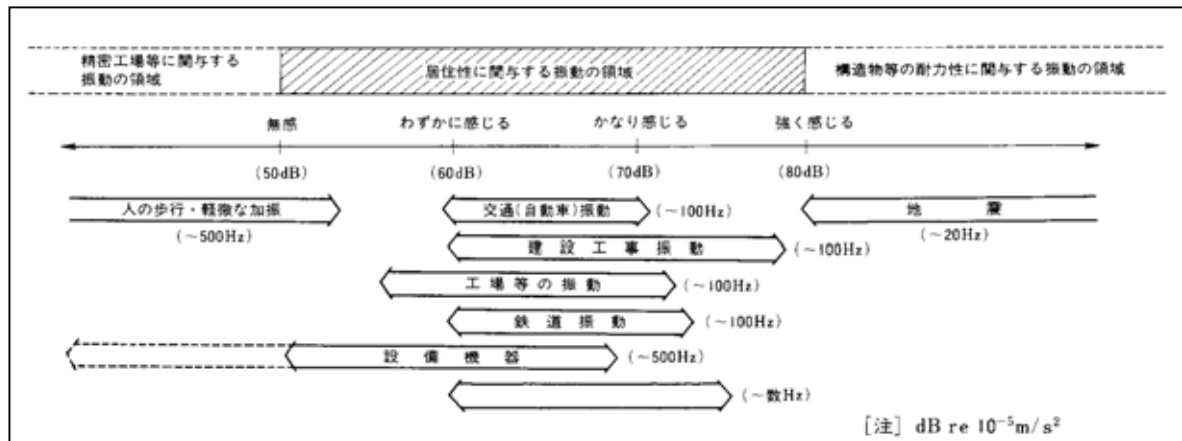 精密工場等に関与する
振動の領域
居住性に関与する振動の領域
構造物等の耐力性に関与する振動の領域
無感 わずかに感じる かなり感じる 強く感じる
(50dB) (60dB) (70dB) (80dB)
人の歩行・軽微な加振 交通(自動車)振動 (~100Hz) 地震
(~500Hz) (~20Hz)
建設工事振動 (~100Hz)
工場等の振動 (~100Hz)
鉄道振動 (~100Hz)
設備機器 (~500Hz)
(~数Hz)
[注] dB re 10⁻⁵m/s²